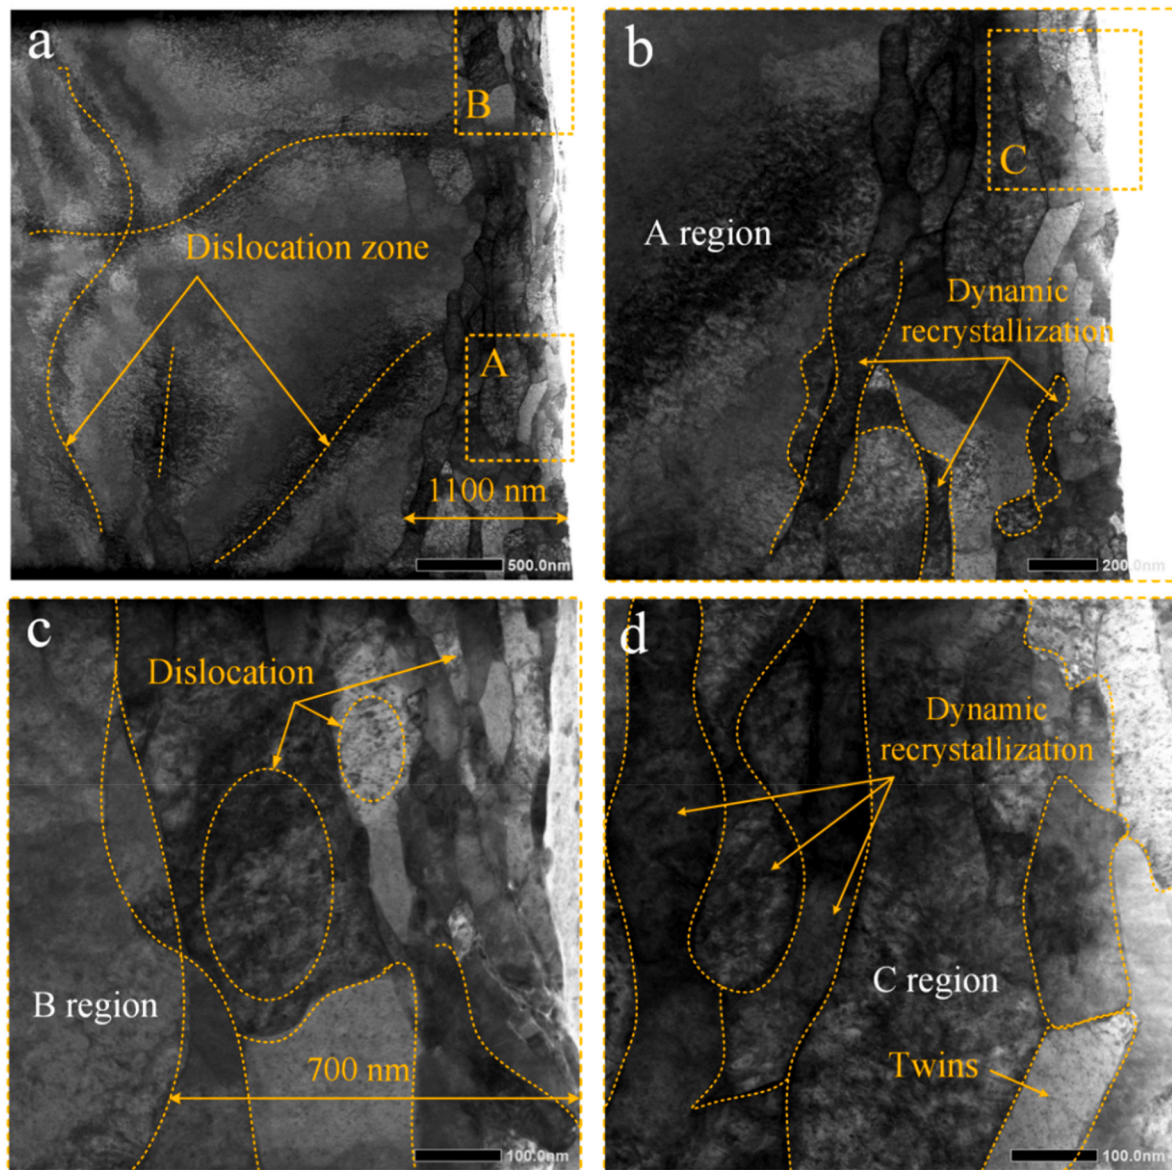 a
B
Dislocation zone
A
1100 nm
500.0nm
b
C
A region
Dynamic
recrystallization
200.0nm
c
Dislocation
B region
700 nm
100.0nm
d
Dynamic
recrystallization
C region
Twins
100.0nm